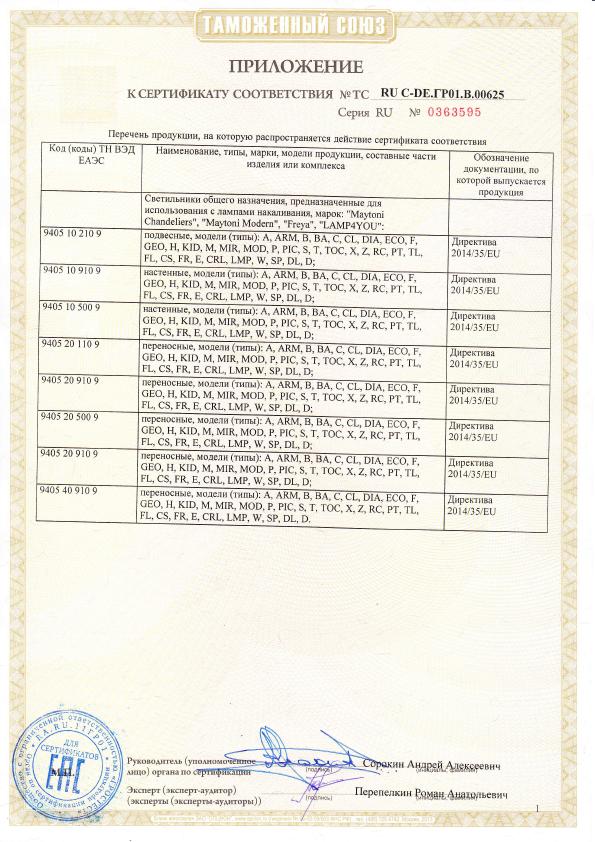 ТАМОЖЕННЫЙ СОЮЗ
ПРИЛОЖЕНИЕ
К СЕРТИФИКАТУ СООТВЕТСТВИЯ № ТС RU C-DE.ГР01.В.00625
Серия RU № 0363595
Перечень продукции, на которую распространяется действие сертификата соответствия
Код (коды) ТН ВЭД
ЕАЭС
Наименование, типы, марки, модели продукции, составные части
изделия или комплекса
Обозначение
документации, по
которой выпускается
продукция
Светильники общего назначения, предназначенные для
использования с лампами накаливания, марок: "Maytoni
Chandeliers", "Maytoni Modern", "Freya", "LAMP4YOU":
9405 10 210 9
подвесные, модели (типы): A, ARM, B, BA, C, CL, DIA, ECO, F,
GEO, H, KID, M, MIR, MOD, P, PIC, S, T, TOC, X, Z, RC, PT, TL,
FL, CS, FR, E, CRL, LMP, W, SP, DL, D;
Директива
2014/35/EU
9405 10 910 9
настенные, модели (типы): A, ARM, B, BA, C, CL, DIA, ECO, F,
GEO, H, KID, M, MIR, MOD, P, PIC, S, T, TOC, X, Z, RC, PT, TL,
FL, CS, FR, E, CRL, LMP, W, SP, DL, D;
Директива
2014/35/EU
9405 10 500 9
настенные, модели (типы): A, ARM, B, BA, C, CL, DIA, ECO, F,
GEO, H, KID, M, MIR, MOD, P, PIC, S, T, TOC, X, Z, RC, PT, TL,
FL, CS, FR, E, CRL, LMP, W, SP, DL, D;
Директива
2014/35/EU
9405 20 110 9
переносные, модели (типы): A, ARM, B, BA, C, CL, DIA, ECO, F,
GEO, H, KID, M, MIR, MOD, P, PIC, S, T, TOC, X, Z, RC, PT, TL,
FL, CS, FR, E, CRL, LMP, W, SP, DL, D;
Директива
2014/35/EU
9405 20 910 9
переносные, модели (типы): A, ARM, B, BA, C, CL, DIA, ECO, F,
GEO, H, KID, M, MIR, MOD, P, PIC, S, T, TOC, X, Z, RC, PT, TL,
FL, CS, FR, E, CRL, LMP, W, SP, DL, D;
Директива
2014/35/EU
9405 20 500 9
переносные, модели (типы): A, ARM, B, BA, C, CL, DIA, ECO, F,
GEO, H, KID, M, MIR, MOD, P, PIC, S, T, TOC, X, Z, RC, PT, TL,
FL, CS, FR, E, CRL, LMP, W, SP, DL, D;
Директива
2014/35/EU
9405 20 910 9
переносные, модели (типы): A, ARM, B, BA, C, CL, DIA, ECO, F,
GEO, H, KID, M, MIR, MOD, P, PIC, S, T, TOC, X, Z, RC, PT, TL,
FL, CS, FR, E, CRL, LMP, W, SP, DL, D;
Директива
2014/35/EU
9405 40 910 9
переносные, модели (типы): A, ARM, B, BA, C, CL, DIA, ECO, F,
GEO, H, KID, M, MIR, MOD, P, PIC, S, T, TOC, X, Z, RC, PT, TL,
FL, CS, FR, E, CRL, LMP, W, SP, DL, D.
Директива
2014/35/EU
ДЛЯ
СЕРТИФИКАТОВ
ЕАС
М.П.
RA.RU.11ГР01
Руководитель (уполномоченное
лицо) органа по сертификации
(подпись)
Сорокин Андрей Алексеевич
(инициалы, фамилия)
Эксперт (эксперт-аудитор)
(эксперты (эксперты-аудиторы))
(подпись)
Перепелкин Роман Анатольевич
(инициалы, фамилия)
1